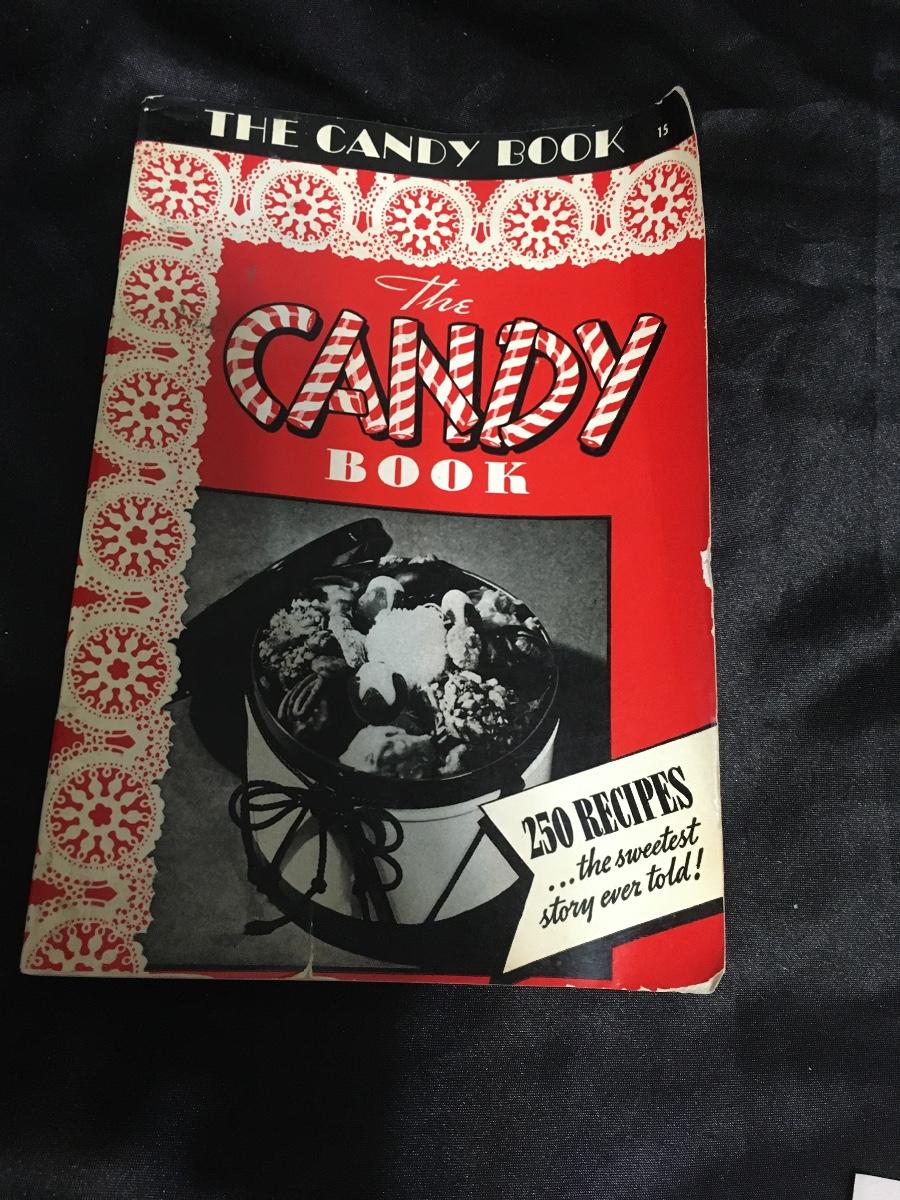 THE CANDY BOOK 15
The
CANDY
BOOK
250 RECIPES
...the sweetest
story ever told!